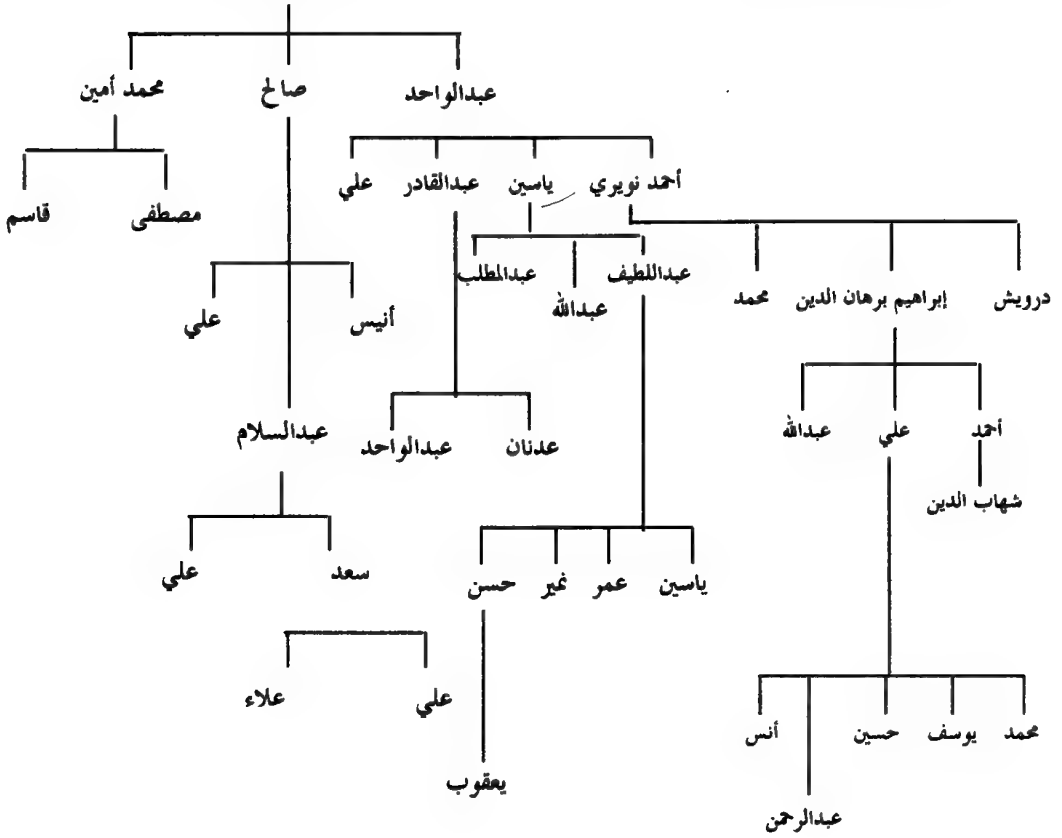 عبدالواحد صالح محمد أمين
أحمد نويري ياسين عبدالقادر علي
مصطفى قاسم
عبداللطيف عبدالله عبدالمطلب
درويش إبراهيم برهان الدين محمد
أنيس علي
أحمد علي عبدالله
عدنان عبدالواحد
عبدالسلام
شهاب الدين
ياسين عمر نمير حسن
سعد علي
علي علاء
محمد يوسف حسين أنس
يعقوب
عبدالرحمن